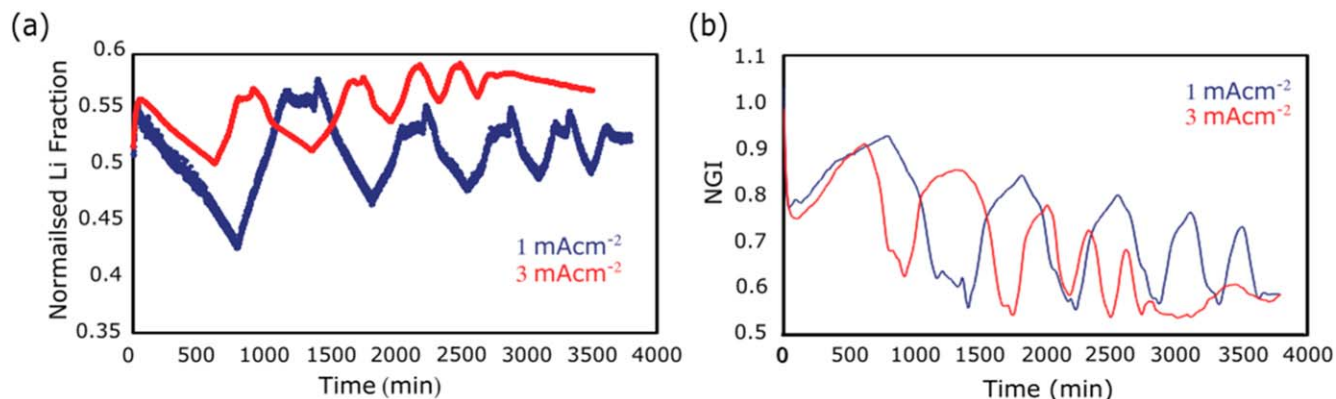 (a)
0.6
0.55
0.5
0.45
0.4
0.35
Normailsed Li Fraction
1 mAcm-2
3 mAcm-2
0 500 1000 1500 2000 2500 3000 3500 4000
Time (min)
(b)
1.1
1.0
0.9
0.8
0.7
0.6
0.5
NGI
1 mAcm-2
3 mAcm-2
0 500 1000 1500 2000 2500 3000 3500 4000
Time (min)